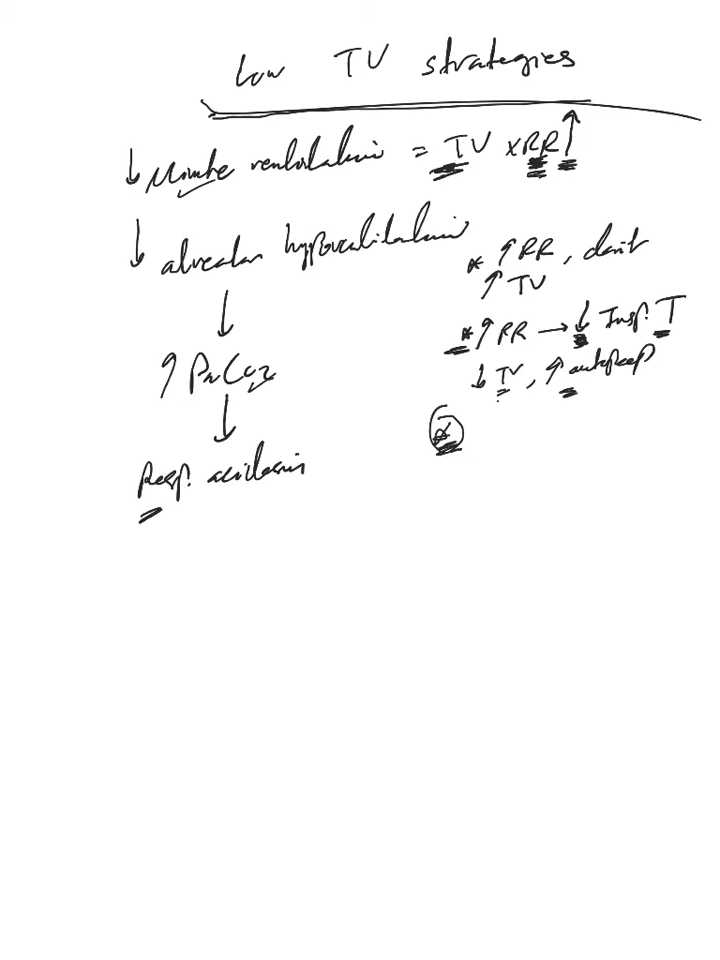 Low TV strategies
↓ Minute ventilation = TV x RR ↑
↓ alveolar hypoventilation
↓
↑ PaCO2
↓
Resp. acidosis
* ↑ RR, don't
↑ TV
* ↑ RR → ↓ Insp. T
↓ TV, ↑ autopeep
*